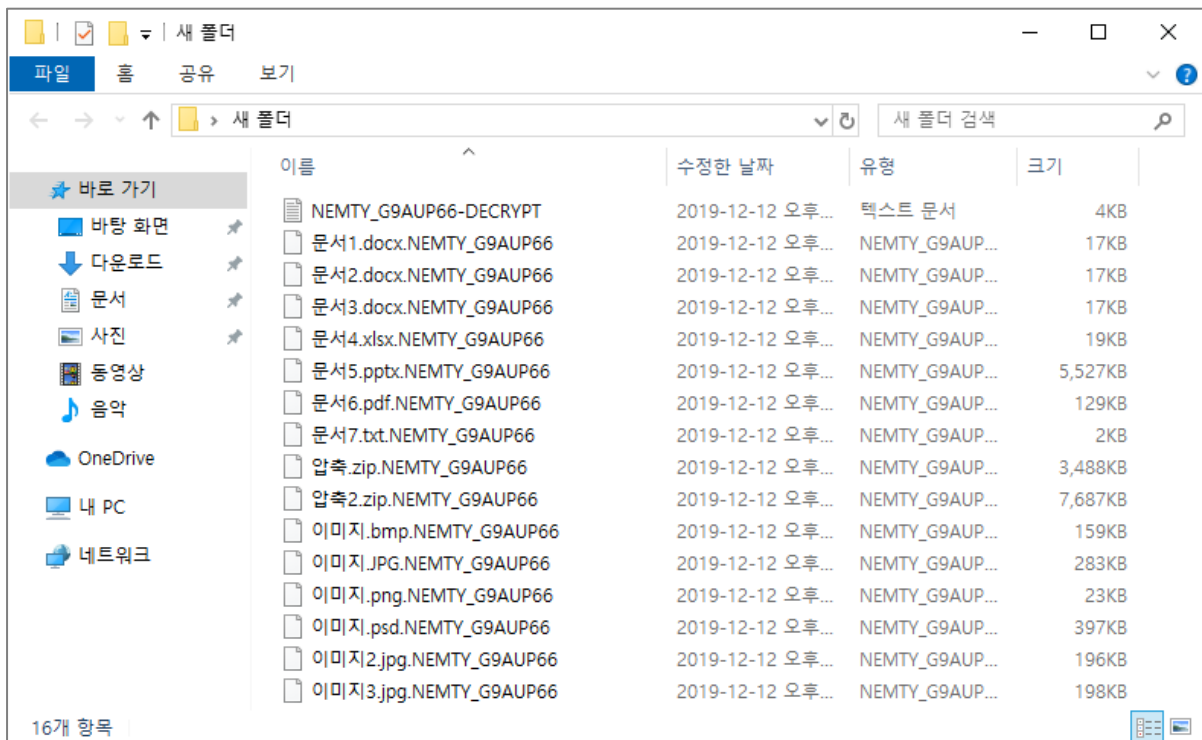 새 폴더
파일 홈 공유 보기
새 폴더 새 폴더 검색
이름 수정한 날짜 유형 크기
바로 가기
바탕 화면
다운로드
문서
사진
동영상
음악
OneDrive
내 PC
네트워크
NEMTY_G9AUP66-DECRYPT 2019-12-12 오후... 텍스트 문서 4KB
문서1.docx.NEMTY_G9AUP66 2019-12-12 오후... NEMTY_G9AUP... 17KB
문서2.docx.NEMTY_G9AUP66 2019-12-12 오후... NEMTY_G9AUP... 17KB
문서3.docx.NEMTY_G9AUP66 2019-12-12 오후... NEMTY_G9AUP... 17KB
문서4.xlsx.NEMTY_G9AUP66 2019-12-12 오후... NEMTY_G9AUP... 19KB
문서5.pptx.NEMTY_G9AUP66 2019-12-12 오후... NEMTY_G9AUP... 5,527KB
문서6.pdf.NEMTY_G9AUP66 2019-12-12 오후... NEMTY_G9AUP... 129KB
문서7.txt.NEMTY_G9AUP66 2019-12-12 오후... NEMTY_G9AUP... 2KB
압축.zip.NEMTY_G9AUP66 2019-12-12 오후... NEMTY_G9AUP... 3,488KB
압축2.zip.NEMTY_G9AUP66 2019-12-12 오후... NEMTY_G9AUP... 7,687KB
이미지.bmp.NEMTY_G9AUP66 2019-12-12 오후... NEMTY_G9AUP... 159KB
이미지.JPG.NEMTY_G9AUP66 2019-12-12 오후... NEMTY_G9AUP... 283KB
이미지.png.NEMTY_G9AUP66 2019-12-12 오후... NEMTY_G9AUP... 23KB
이미지.psd.NEMTY_G9AUP66 2019-12-12 오후... NEMTY_G9AUP... 397KB
이미지2.jpg.NEMTY_G9AUP66 2019-12-12 오후... NEMTY_G9AUP... 196KB
이미지3.jpg.NEMTY_G9AUP66 2019-12-12 오후... NEMTY_G9AUP... 198KB
16개 항목